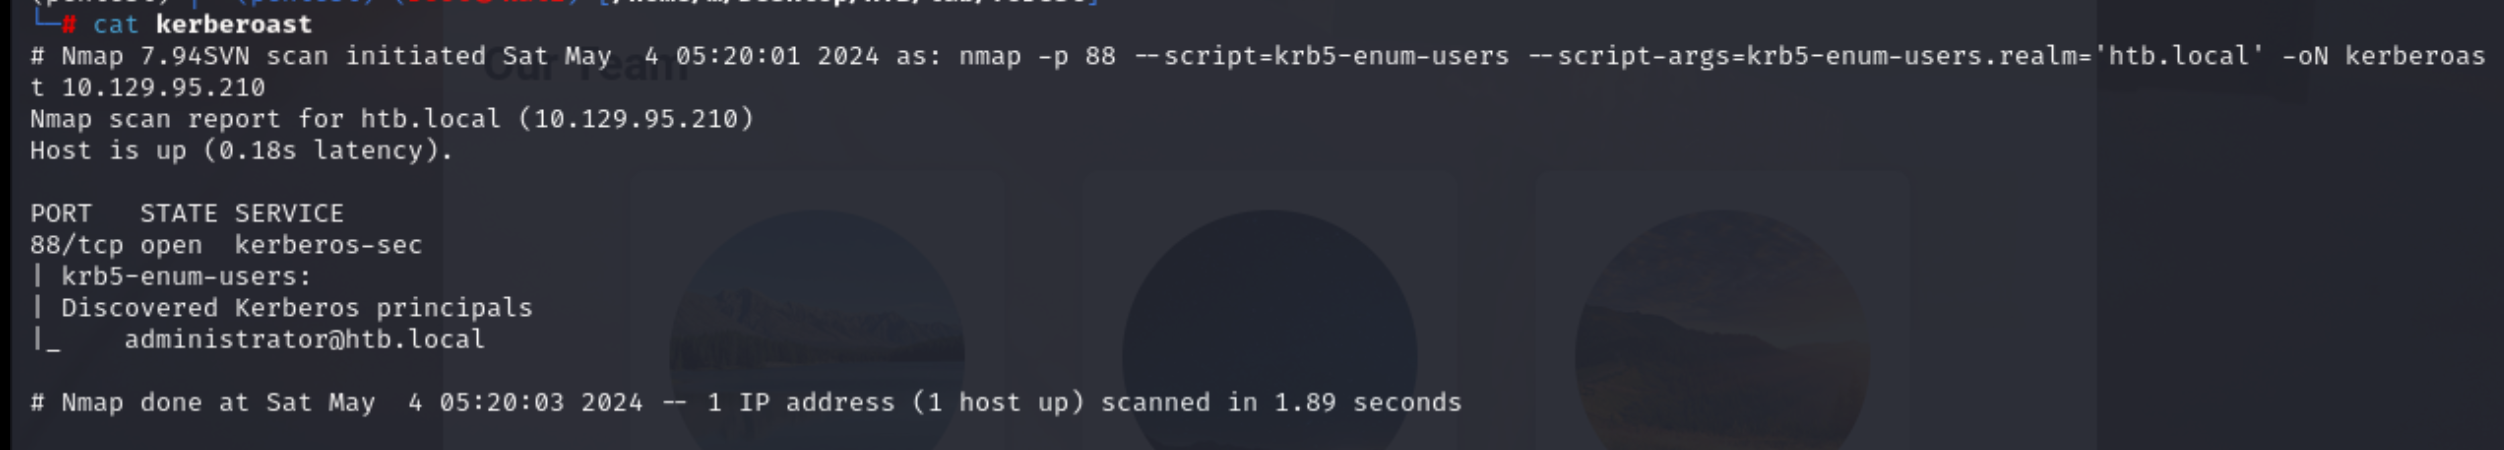 └─# cat kerberoast
# Nmap 7.94SVN scan initiated Sat May  4 05:20:01 2024 as: nmap -p 88 --script=krb5-enum-users --script-args=krb5-enum-users.realm='htb.local' -oN kerberoas
t 10.129.95.210
Nmap scan report for htb.local (10.129.95.210)
Host is up (0.18s latency).
Our Team
PORT   STATE SERVICE
88/tcp open  kerberos-sec
| krb5-enum-users:
| Discovered Kerberos principals
|_    administrator@htb.local
# Nmap done at Sat May  4 05:20:03 2024 -- 1 IP address (1 host up) scanned in 1.89 seconds